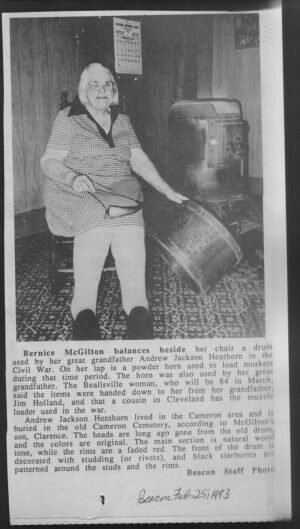 Bernice McGilton balances beside her chair a drum
used by her great grandfather Andrew Jackson Henthorn in the
Civil War. On her lap is a powder horn used to load muskets
during that time period. The horn was also used by her great
grandfather. The Beallsville woman, who will be 84 in March,
said the items were handed down to her from her grandfather,
Jim Holland, and that a cousin in Cleveland has the muzzle
loader used in the war.
Andrew Jackson Henthorn lived in the Cameron area and is
buried in the old Cameron Cemetery, according to McGilton's
son, Clarence. The heads are long ago gone from the old drum,
and the colors are original. The main section is natural wood
tone, while the rims are a faded red. The front of the drum is
decorated with studding (or rivets), and black starbursts are
patterned around the studs and the rims.
Beacon Staff Photo
Beacon Feb. 25, 1993